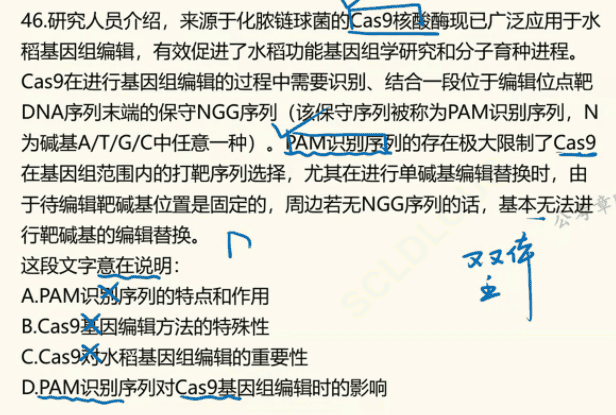 46.研究人员介绍，来源于化脓链球菌的Cas9核酸酶现已广泛应用于水
稻基因组编辑，有效促进了水稻功能基因组学研究和分子育种进程。
Cas9在进行基因组编辑的过程中需要识别、结合一段位于编辑位点靶
DNA序列末端的保守NGG序列（该保守序列被称为PAM识别序列，N
为碱基A/T/G/C中任意一种）。PAM识别序列的存在极大限制了Cas9
在基因组范围内的打靶序列选择，尤其在进行单碱基编辑替换时，由
于待编辑靶碱基位置是固定的，周边若无NGG序列的话，基本无法进
行靶碱基的编辑替换。
这段文字意在说明：
双体
主
A.PAM识别序列的特点和作用
B.Cas9基因编辑方法的特殊性
C.Cas9对水稻基因组编辑的重要性
D.PAM识别序列对Cas9基因组编辑时的影响